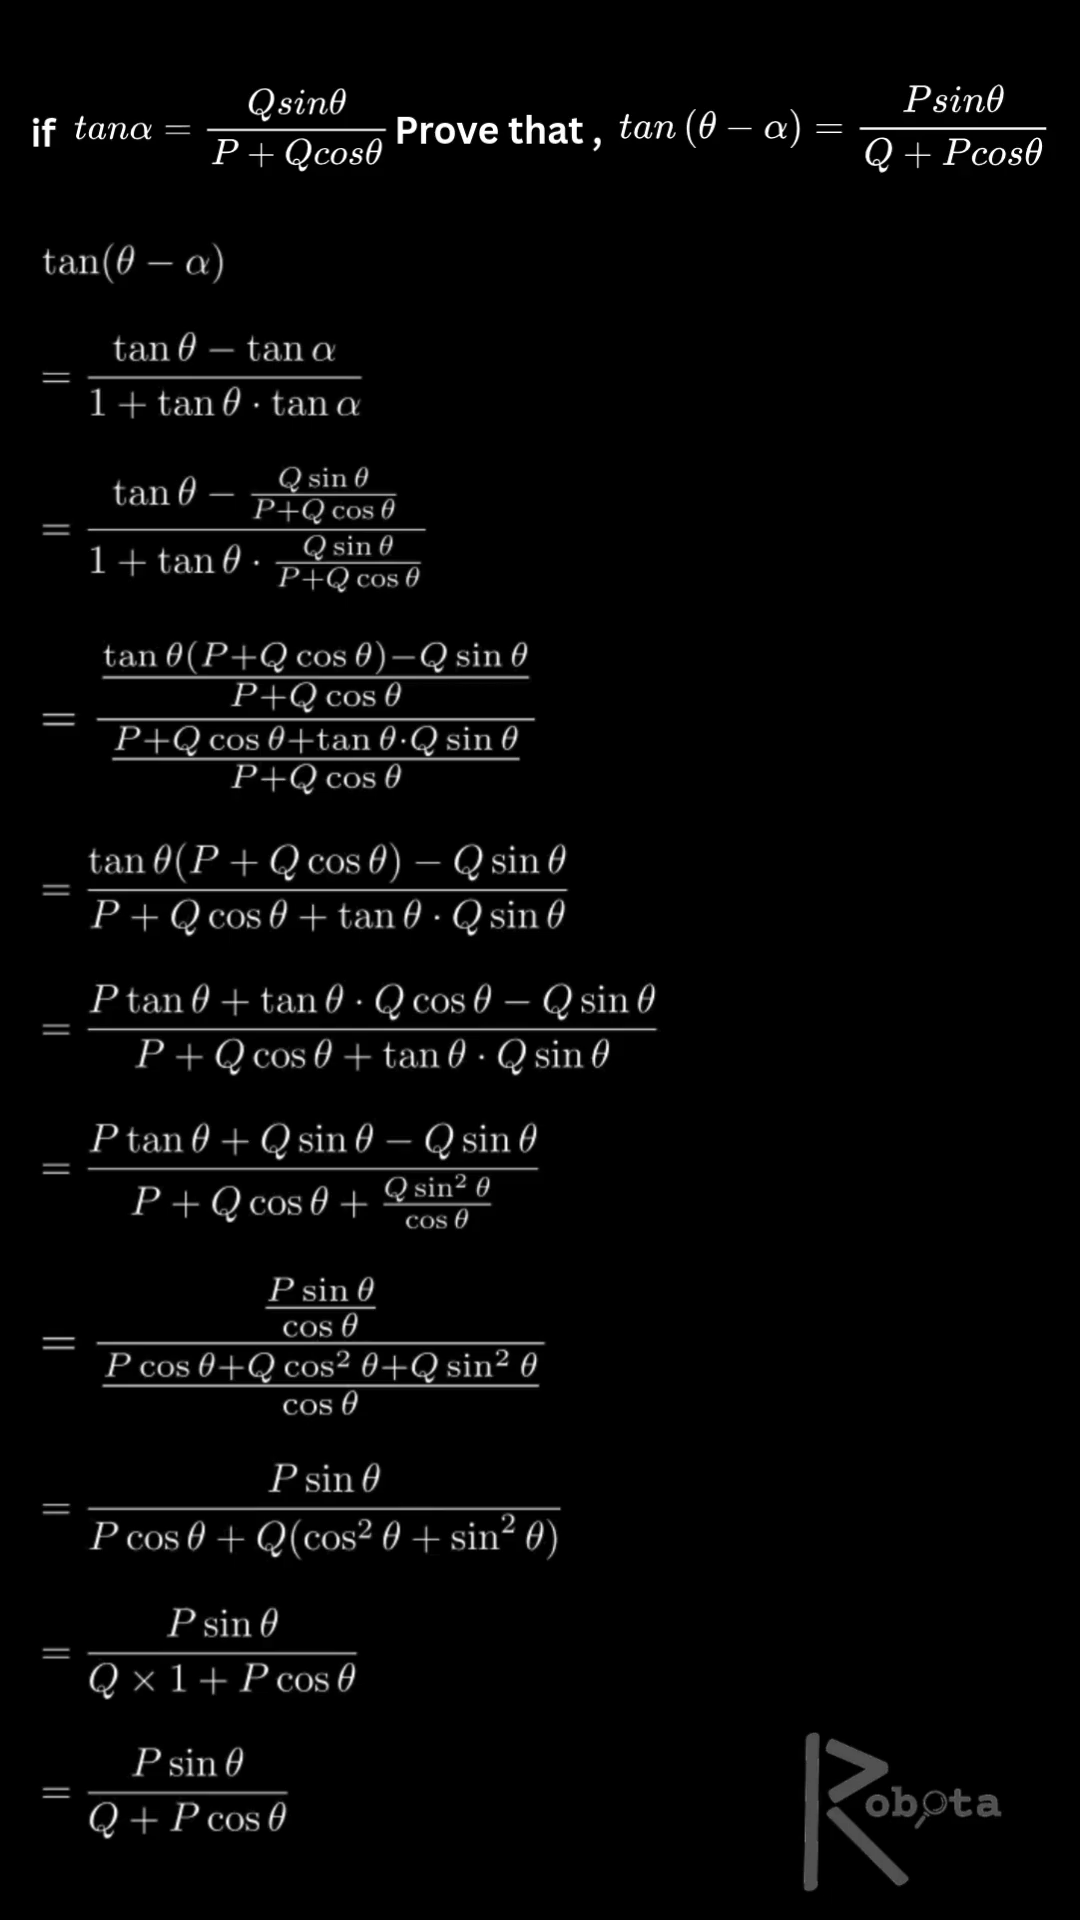 if tanα = Qsinθ / P + Qcosθ Prove that , tan (θ − α) = Psinθ / Q + Pcosθ
tan(θ − α)
= (tan θ − tan α) / (1 + tan θ · tan α)
= (tan θ − (Q sin θ)/(P+Q cos θ)) / (1 + tan θ · (Q sin θ)/(P+Q cos θ))
= ((tan θ(P+Q cos θ)−Q sin θ)/(P+Q cos θ)) / ((P+Q cos θ+tan θ·Q sin θ)/(P+Q cos θ))
= (tan θ(P + Q cos θ) − Q sin θ) / (P + Q cos θ + tan θ · Q sin θ)
= (P tan θ + tan θ · Q cos θ − Q sin θ) / (P + Q cos θ + tan θ · Q sin θ)
= (P tan θ + Q sin θ − Q sin θ) / (P + Q cos θ + (Q sin² θ)/(cos θ))
= ((P sin θ)/(cos θ)) / ((P cos θ+Q cos² θ+Q sin² θ)/(cos θ))
= (P sin θ) / (P cos θ + Q(cos² θ + sin² θ))
= (P sin θ) / (Q × 1 + P cos θ)
= (P sin θ) / (Q + P cos θ)
Robota